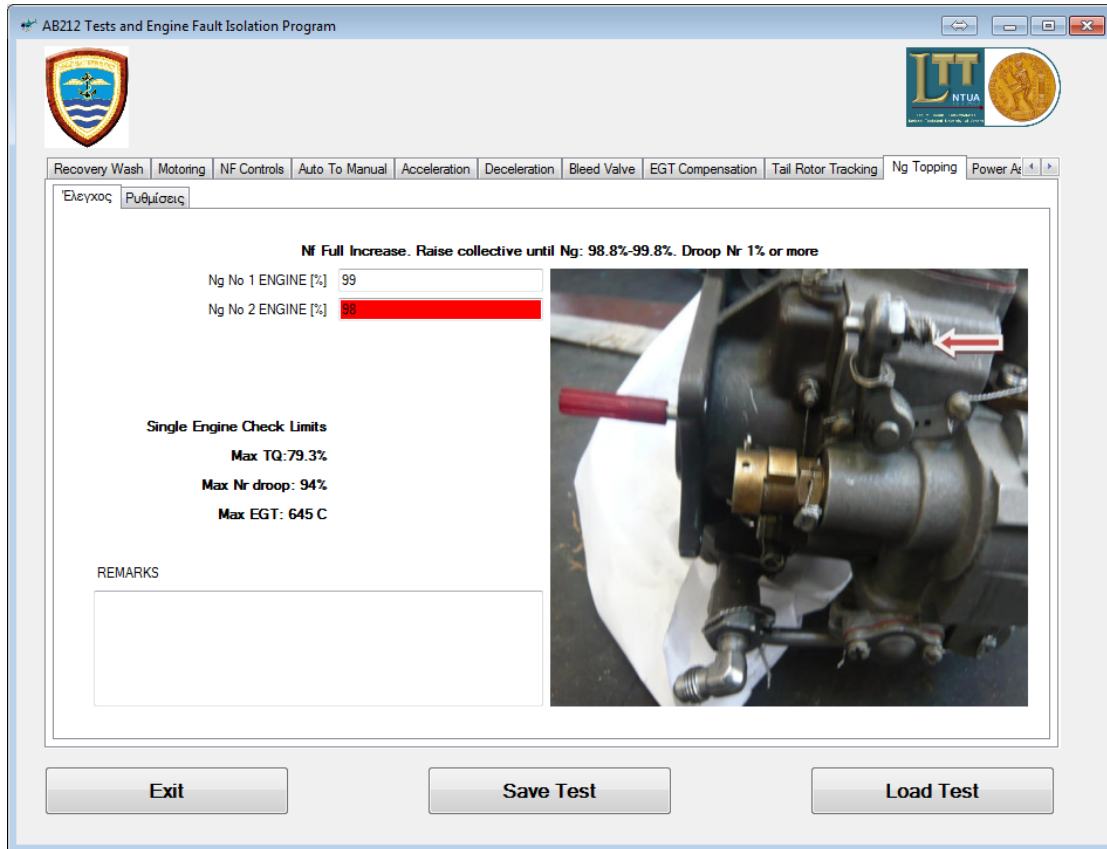 AB212 Tests and Engine Fault Isolation Program
LTT
NTUA
Recovery Wash Motoring NF Controls Auto To Manual Acceleration Deceleration Bleed Valve EGT Compensation Tail Rotor Tracking Ng Topping Power
Έλεγχος Ρυθμίσεις
Nf Full Increase. Raise collective until Ng: 98.8%-99.8%. Droop Nr 1% or more
Ng No 1 ENGINE [%] 99
Ng No 2 ENGINE [%] 98
Single Engine Check Limits
Max TQ:79.3%
Max Nr droop: 94%
Max EGT: 645 C
REMARKS
Exit Save Test Load Test